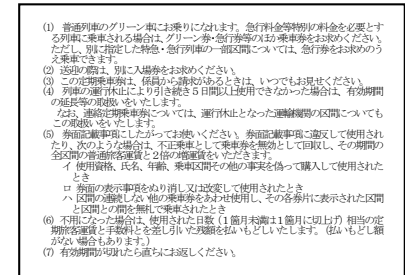 (1) 普通列車のグリーン車にお乗りになれます。急行料金等特別の料金を必要とす
る列車に乗車される場合は、グリーン券・急行券等のほか乗車券をお求めください。
ただし、別に指定した特急・急行列車の一部区間については、急行券をお求めのう
え乗車できます。
(2) 送迎の際は、別に入場券をお求めください。
(3) この定期乗車券は、係員から請求があるときは、いつでもお見せください。
(4) 列車の運行休止により引き続き5日間以上使用できなかった場合は、有効期間
の延長等の取扱いをいたします。
なお、連絡定期乗車券については、運行休止となった運輸機関の区間についても
この取扱いをいたします。
(5) 券面記載事項にしたがってお使いください。券面記載事項に違反して使用され
たり、次のような場合は、不正乗車として乗車券を無効として回収し、その期間の
全区間の普通旅客運賃と2倍の増運賃をいただきます。
イ 使用資格、氏名、年齢、乗車区間その他の事実を偽って購入して使用された
とき
ロ 券面の表示事項をぬり消し又は改変して使用されたとき
ハ 区間の連続しない他の乗車券をあわせ使用し、その各券片に表示された区間
と区間との間を無札で乗車されたとき
(6) 不用になった場合は、使用された日数(1箇月未満は1箇月に切上げ)相当の定
期旅客運賃と手数料とを差し引いた残額を払いもどしいたします。(払いもどし額
がない場合もあります。)
(7) 有効期間が切れたら直ちにお返しください。